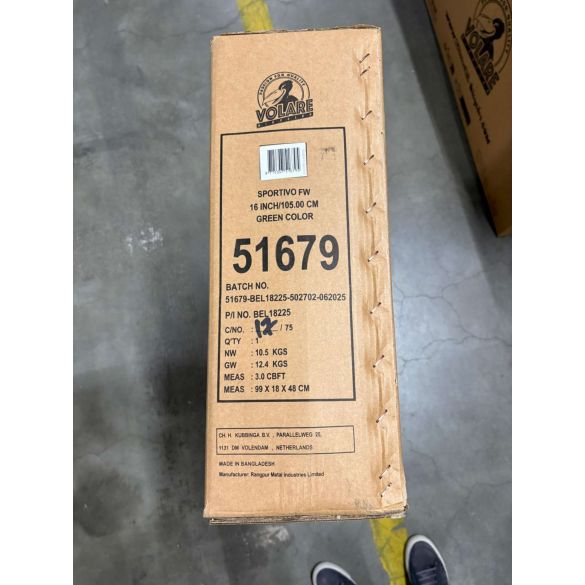 PASSION FOR QUALITY
VOLARE
BICYCLES
SPORTIVO FW
16 INCH/105.00 CM
GREEN COLOR
51679
BATCH NO.
51679-BEL18225-502702-062025
P/I NO. BEL18225
C/NO. : 12 / 75
Q'TY : 1
NW : 10.5 KGS
GW : 12.4 KGS
MEAS : 3.0 CBFT
MEAS : 99 X 18 X 48 CM
CH. H. KUBBINGA B.V. , PARALLELWEG 25,
1131 DM VOLENDAM , NETHERLANDS
MADE IN BANGLADESH
Manufacturer: Rangpur Metal Industries Limited
VOLARE